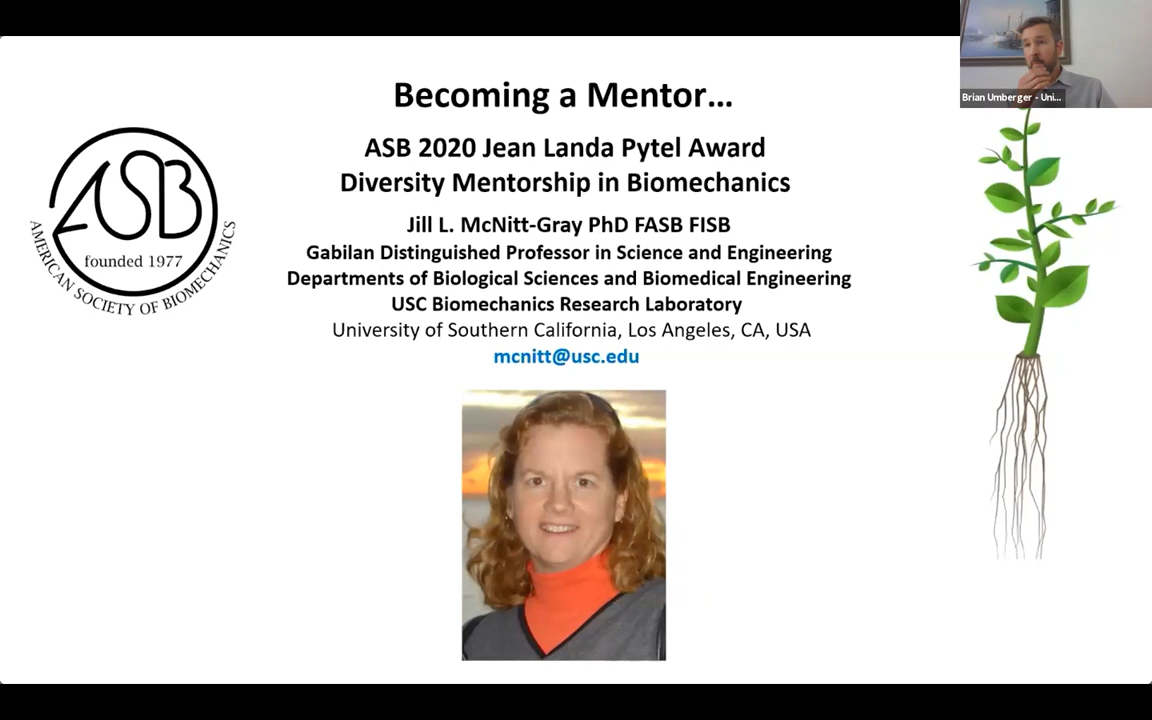 Brian Umberger - Uni...
Becoming a Mentor...
ASB 2020 Jean Landa Pytel Award
Diversity Mentorship in Biomechanics
Jill L. McNitt-Gray PhD FASB FISB
Gabilan Distinguished Professor in Science and Engineering
Departments of Biological Sciences and Biomedical Engineering
USC Biomechanics Research Laboratory
University of Southern California, Los Angeles, CA, USA
mcnitt@usc.edu
ASB
founded 1977
AMERICAN SOCIETY OF BIOMECHANICS